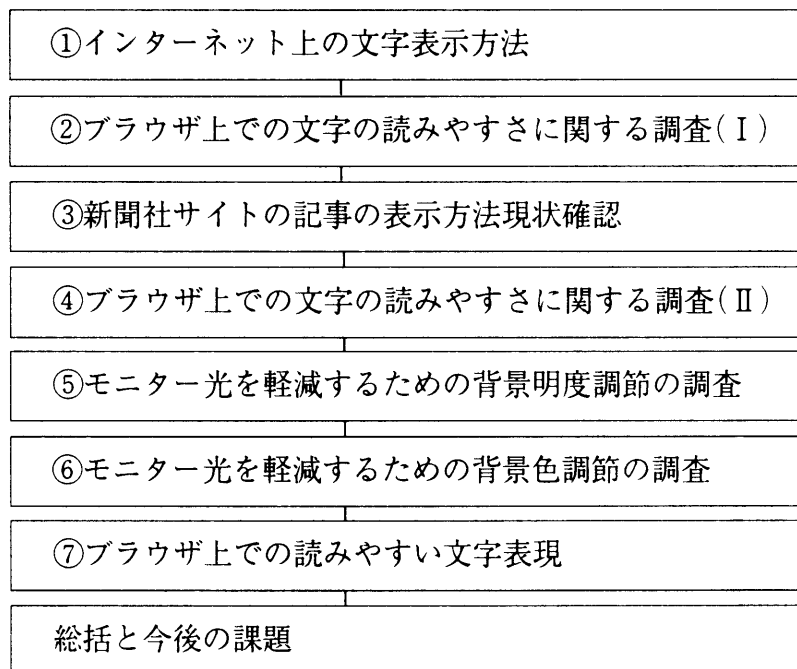 ①インターネット上の文字表示方法
②ブラウザ上での文字の読みやすさに関する調査(Ⅰ)
③新聞社サイトの記事の表示方法現状確認
④ブラウザ上での文字の読みやすさに関する調査(Ⅱ)
⑤モニター光を軽減するための背景明度調節の調査
⑥モニター光を軽減するための背景色調節の調査
⑦ブラウザ上での読みやすい文字表現
総括と今後の課題